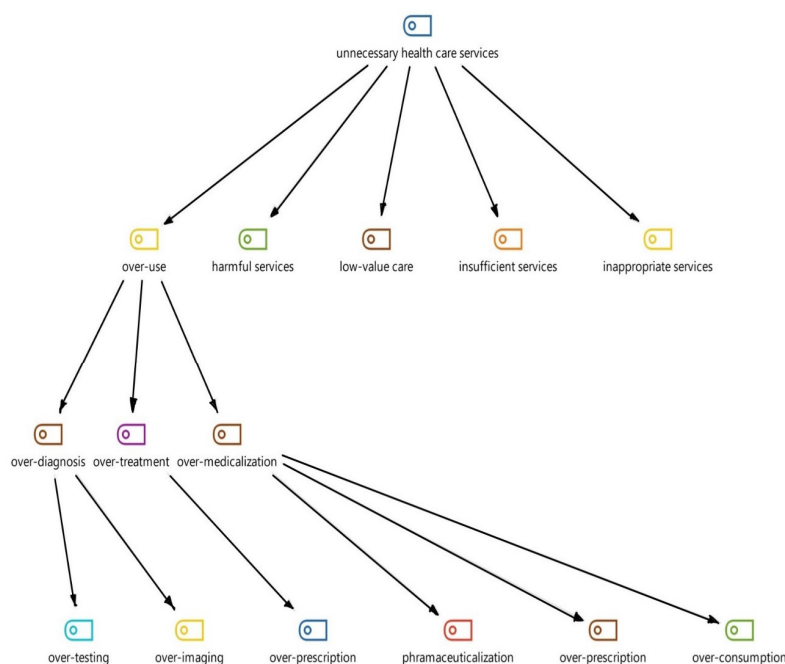 unnecessary health care services
over-use
harmful services
low-value care
insufficient services
inappropriate services
over-diagnosis
over-treatment
over-medicalization
over-testing
over-imaging
over-prescription
phramaceuticalization
over-prescription
over-consumption